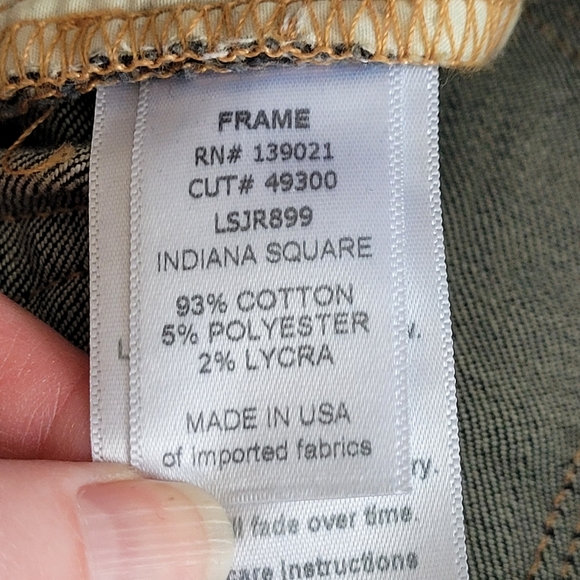 FRAME
RN# 139021
CUT# 49300
LSJR899
INDIANA SQUARE
93% COTTON
5% POLYESTER
2% LYCRA
MADE IN USA
of imported fabrics
fade over time.
care instructions